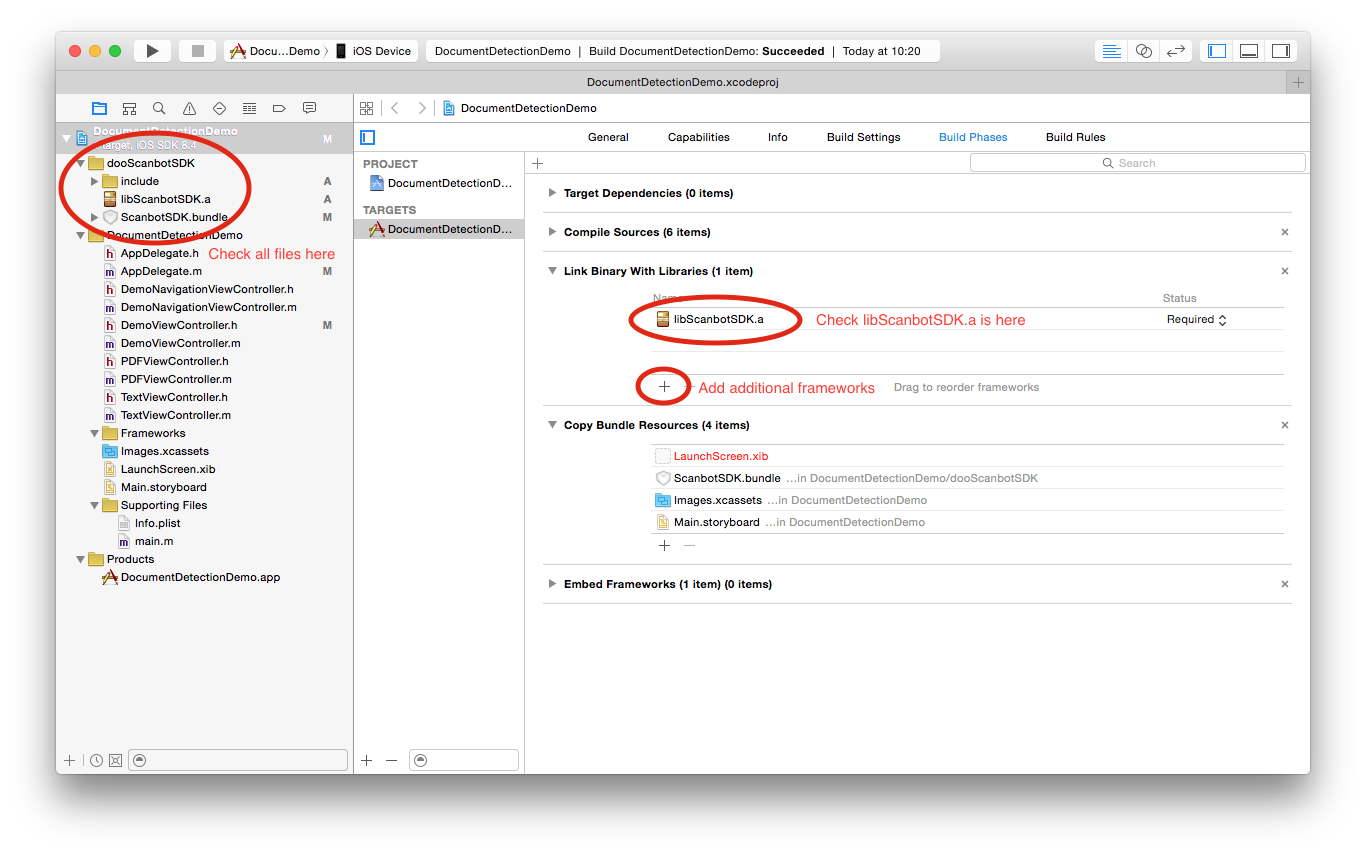 Docu...Demo
iOS Device
DocumentDetectionDemo | Build DocumentDetectionDemo: Succeeded | Today at 10:20
DocumentDetectionDemo.xcodeproj
DocumentDetectionDemo
DocumentDetectionDemo
M
target, iOS SDK 8.4
dooScanbotSDK
include A
libScanbotSDK.a A
ScanbotSDK.bundle M
DocumentDetectionDemo
AppDelegate.h
Check all files here
AppDelegate.m M
DemoNavigationViewController.h
DemoNavigationViewController.m
DemoViewController.h M
DemoViewController.m
PDFViewController.h
PDFViewController.m
TextViewController.h
TextViewController.m
Frameworks
Images.xcassets
LaunchScreen.xib
Main.storyboard
Supporting Files
Info.plist
main.m
Products
DocumentDetectionDemo.app
General Capabilities Info Build Settings Build Phases Build Rules
PROJECT
DocumentDetectionD...
TARGETS
DocumentDetectionD...
Search
Target Dependencies (0 items)
Compile Sources (6 items)
Link Binary With Libraries (1 item)
Name Status
libScanbotSDK.a
Check libScanbotSDK.a is here
Required
Add additional frameworks
Drag to reorder frameworks
Copy Bundle Resources (4 items)
LaunchScreen.xib
ScanbotSDK.bundle ...in DocumentDetectionDemo/dooScanbotSDK
Images.xcassets ...in DocumentDetectionDemo
Main.storyboard ...in DocumentDetectionDemo
Embed Frameworks (1 item) (0 items)